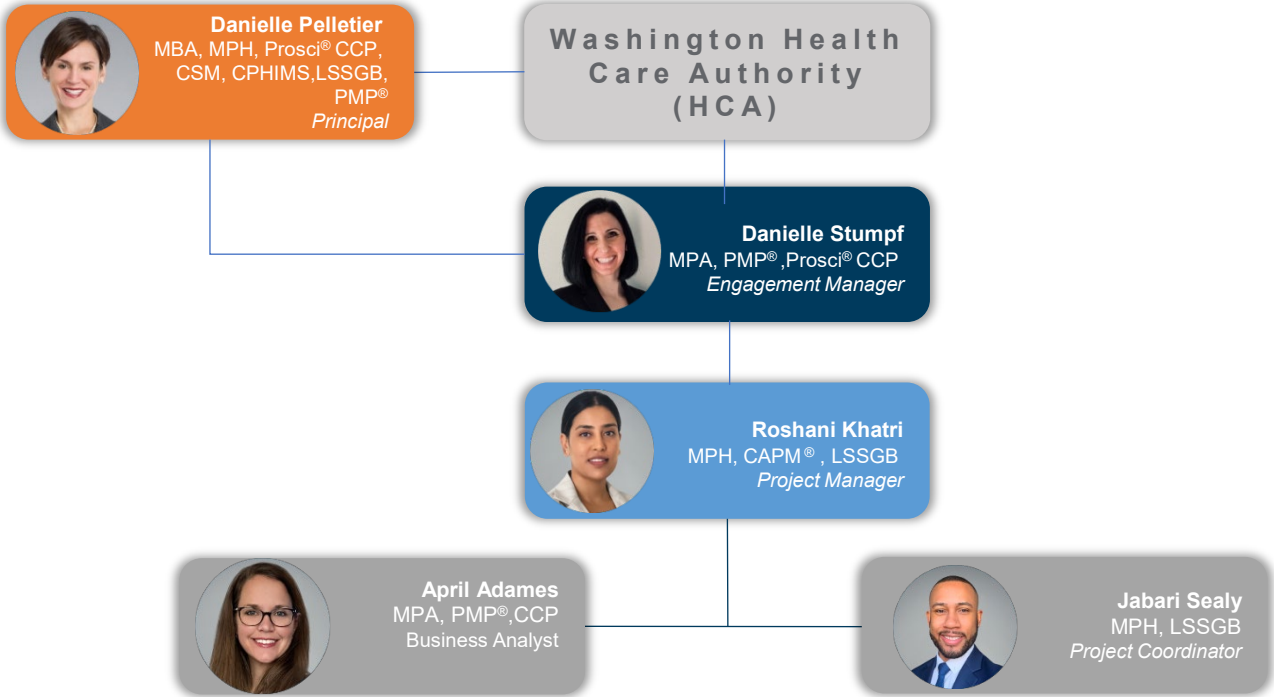 Danielle Pelletier
MBA, MPH, Prosci® CCP,
CSM, CPHIMS,LSSGB,
PMP®
Principal
Washington Health
Care Authority
(HCA)
Danielle Stumpf
MPA, PMP® ,Prosci® CCP
Engagement Manager
Roshani Khatri
MPH, CAPM ® , LSSGB
Project Manager
April Adames
MPA, PMP®,CCP
Business Analyst
Jabari Sealy
MPH, LSSGB
Project Coordinator